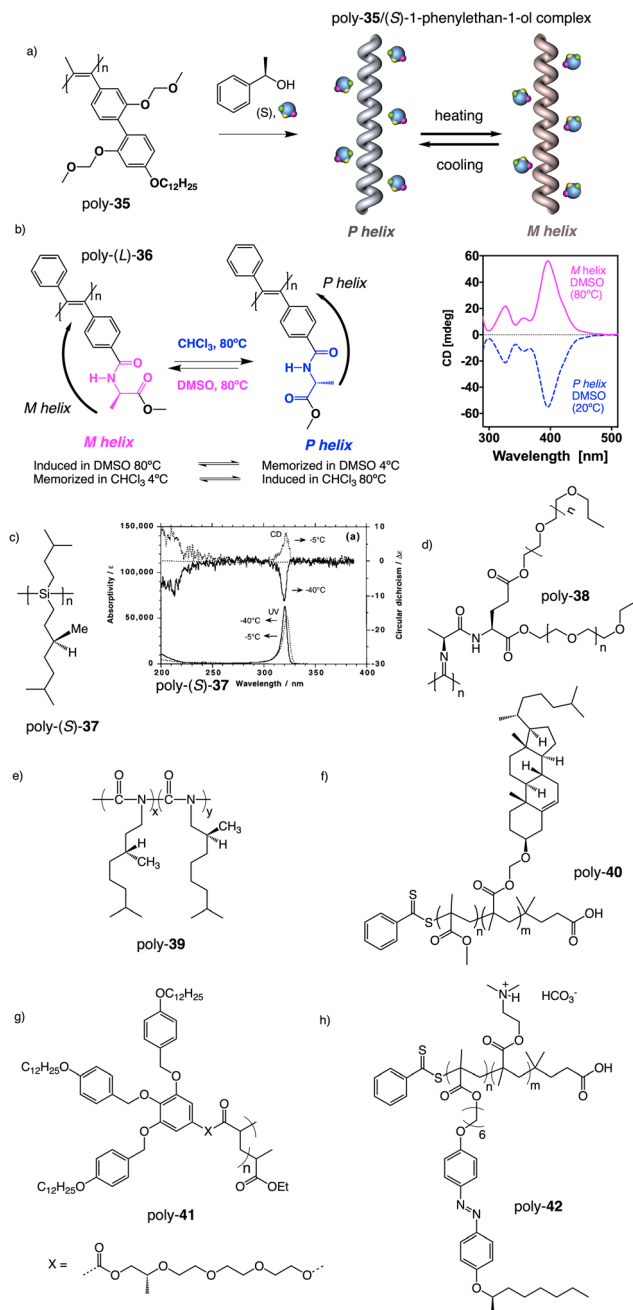 poly-35/(S)-1-phenylethan-1-ol complex
a)
n
O
O
O
O
OC12H25
poly-35
OH
(S),
heating
cooling
P helix
M helix
b)
poly-(L)-36
n
O
H-N
O
O
M helix
M helix
CHCl3, 80ºC
DMSO, 80ºC
P helix
n
O
H-N
O
O
P helix
Induced in DMSO 80ºC
Memorized in DMSO 4ºC
Memorized in CHCl3 4ºC
Induced in CHCl3 80ºC
CD [mdeg]
60
40
20
0
-20
-40
-60
M helix
DMSO
(80ºC)
P helix
DMSO
(20ºC)
300
400
500
Wavelength [nm]
c)
Si
n
Me
H
poly-(S)-37
Absorptivity / ε
150,000
100,000
50,000
0
(a)
CD
-5°C
-40°C
UV
-40°C
-5°C
10
5
0
-5
-10
-15
-20
-25
-30
Circular dichroism / Δε
200
250
300
350
400
Wavelength / nm
poly-(S)-37
d)
O
n
O
O
O
poly-38
O
H
N
O
O
O
n
O
N
n
e)
O
O
C
N
C
N
x
y
CH3
H
H
CH3
poly-39
f)
H
H
H
H
O
O
O
poly-40
S
S
n
m
O
O
O
OH
g)
OC12H25
C12H25O
O
O
O
O
X
n
O
OEt
C12H25O
poly-41
X =
O
O
O
O
O
O
h)
+
N-H
HCO3-
O
O
S
S
n
m
O
OH
O
O
6
O
N
N
poly-42
O